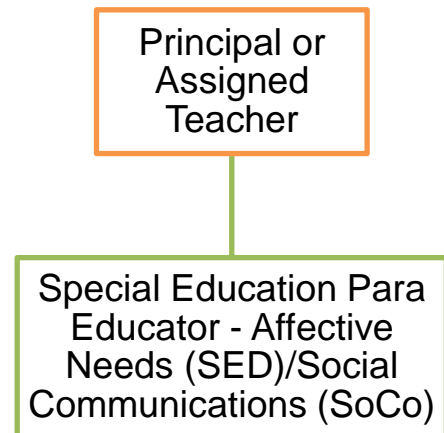 Principal or
Assigned
Teacher
Special Education Para
Educator - Affective
Needs (SED)/Social
Communications (SoCo)